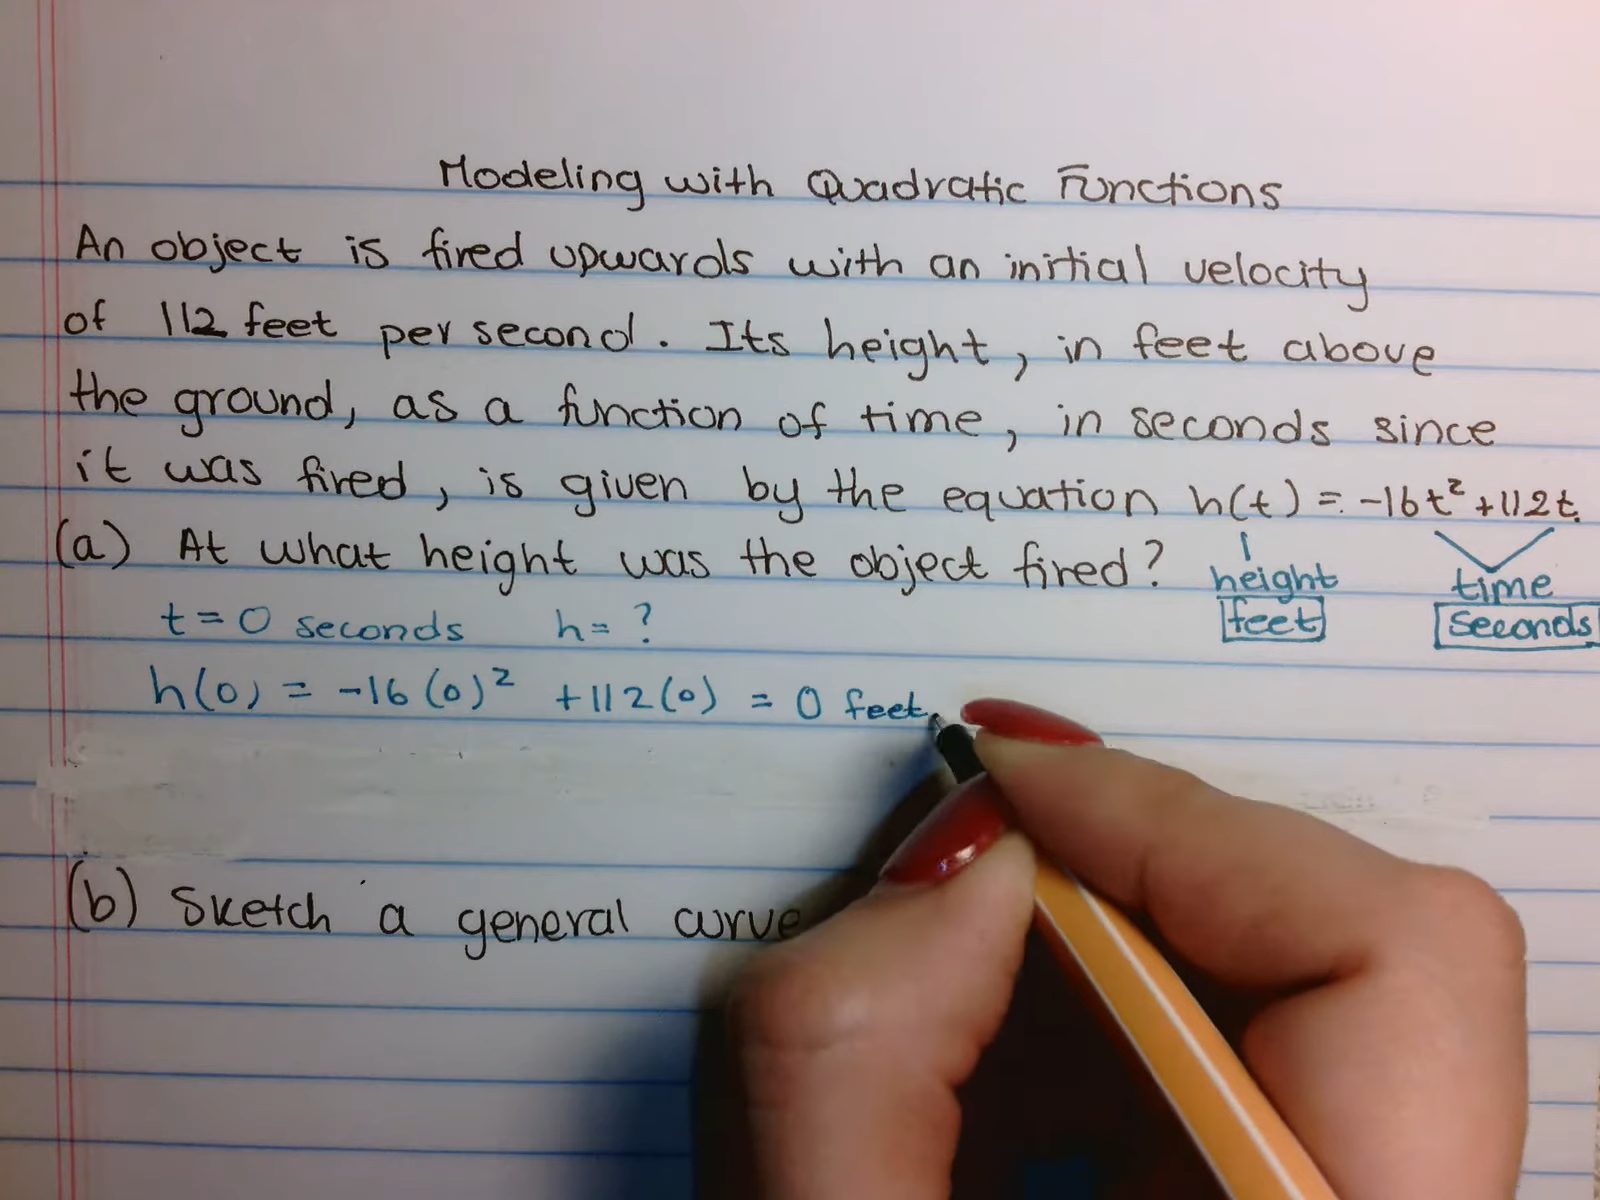 Modeling with Quadratic Functions
An object is fired upwards with an initial velocity
of 112 feet per second. Its height, in feet above
the ground, as a function of time, in seconds since
it was fired, is given by the equation h(t) = -16t² +112t.
(a) At what height was the object fired?
height
feet
time
seconds
t = 0 seconds h = ?
h(0) = -16(0)² +112(0) = 0 feet.
(b) Sketch a general curve